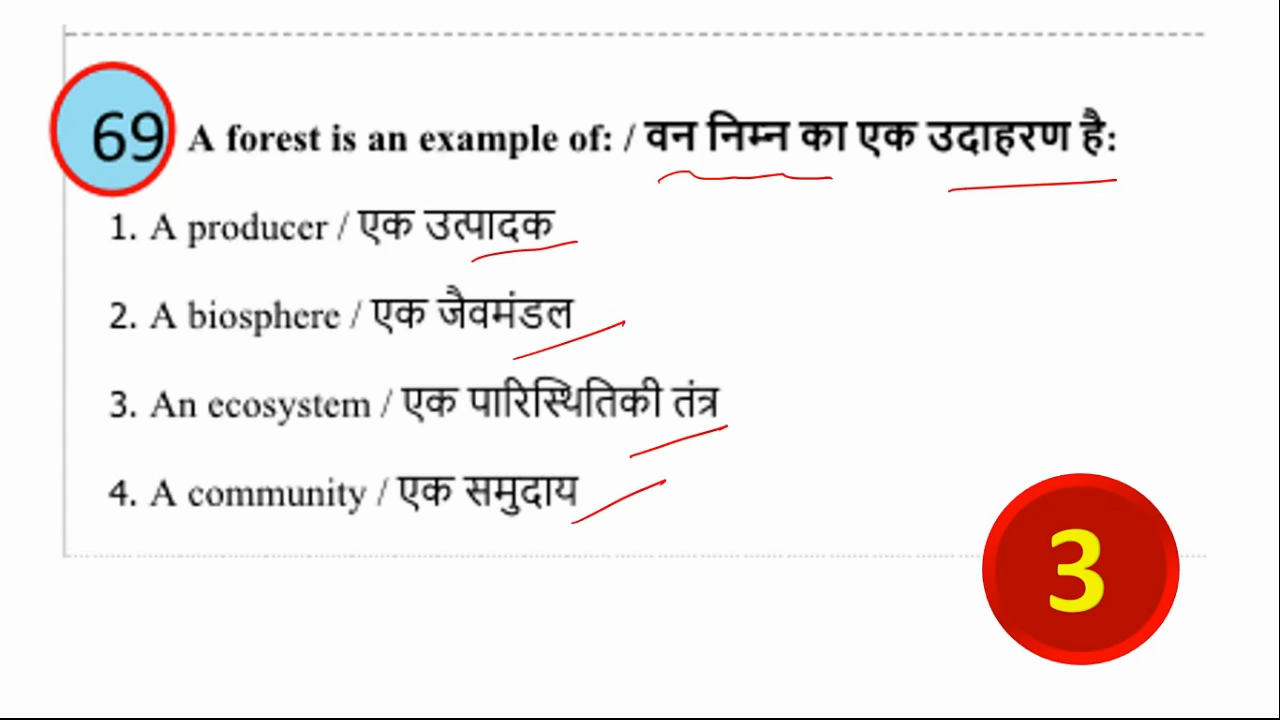 69 A forest is an example of: / वन निम्न का एक उदाहरण है:
1. A producer / एक उत्पादक
2. A biosphere / एक जैवमंडल
3. An ecosystem / एक पारिस्थितिकी तंत्र
4. A community / एक समुदाय
3